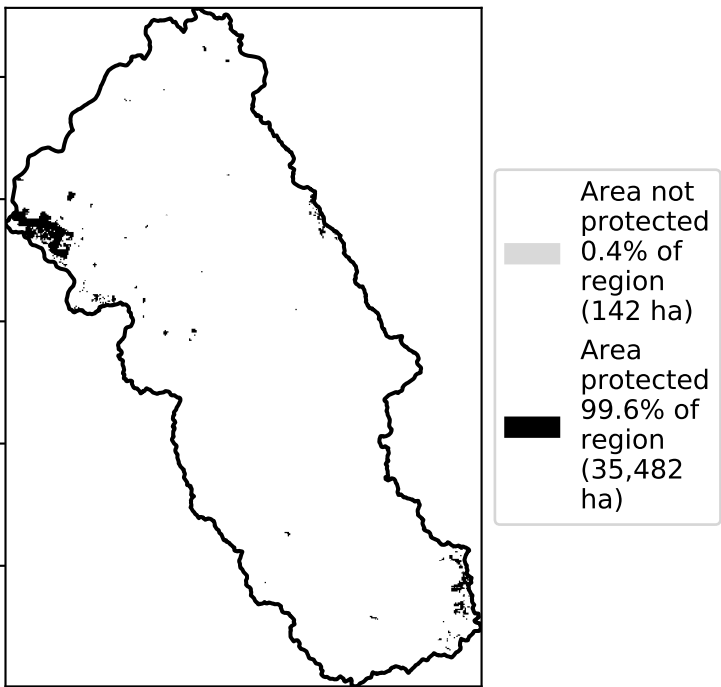 Area not
protected
0.4% of
region
(142 ha)
Area
protected
99.6% of
region
(35,482
ha)